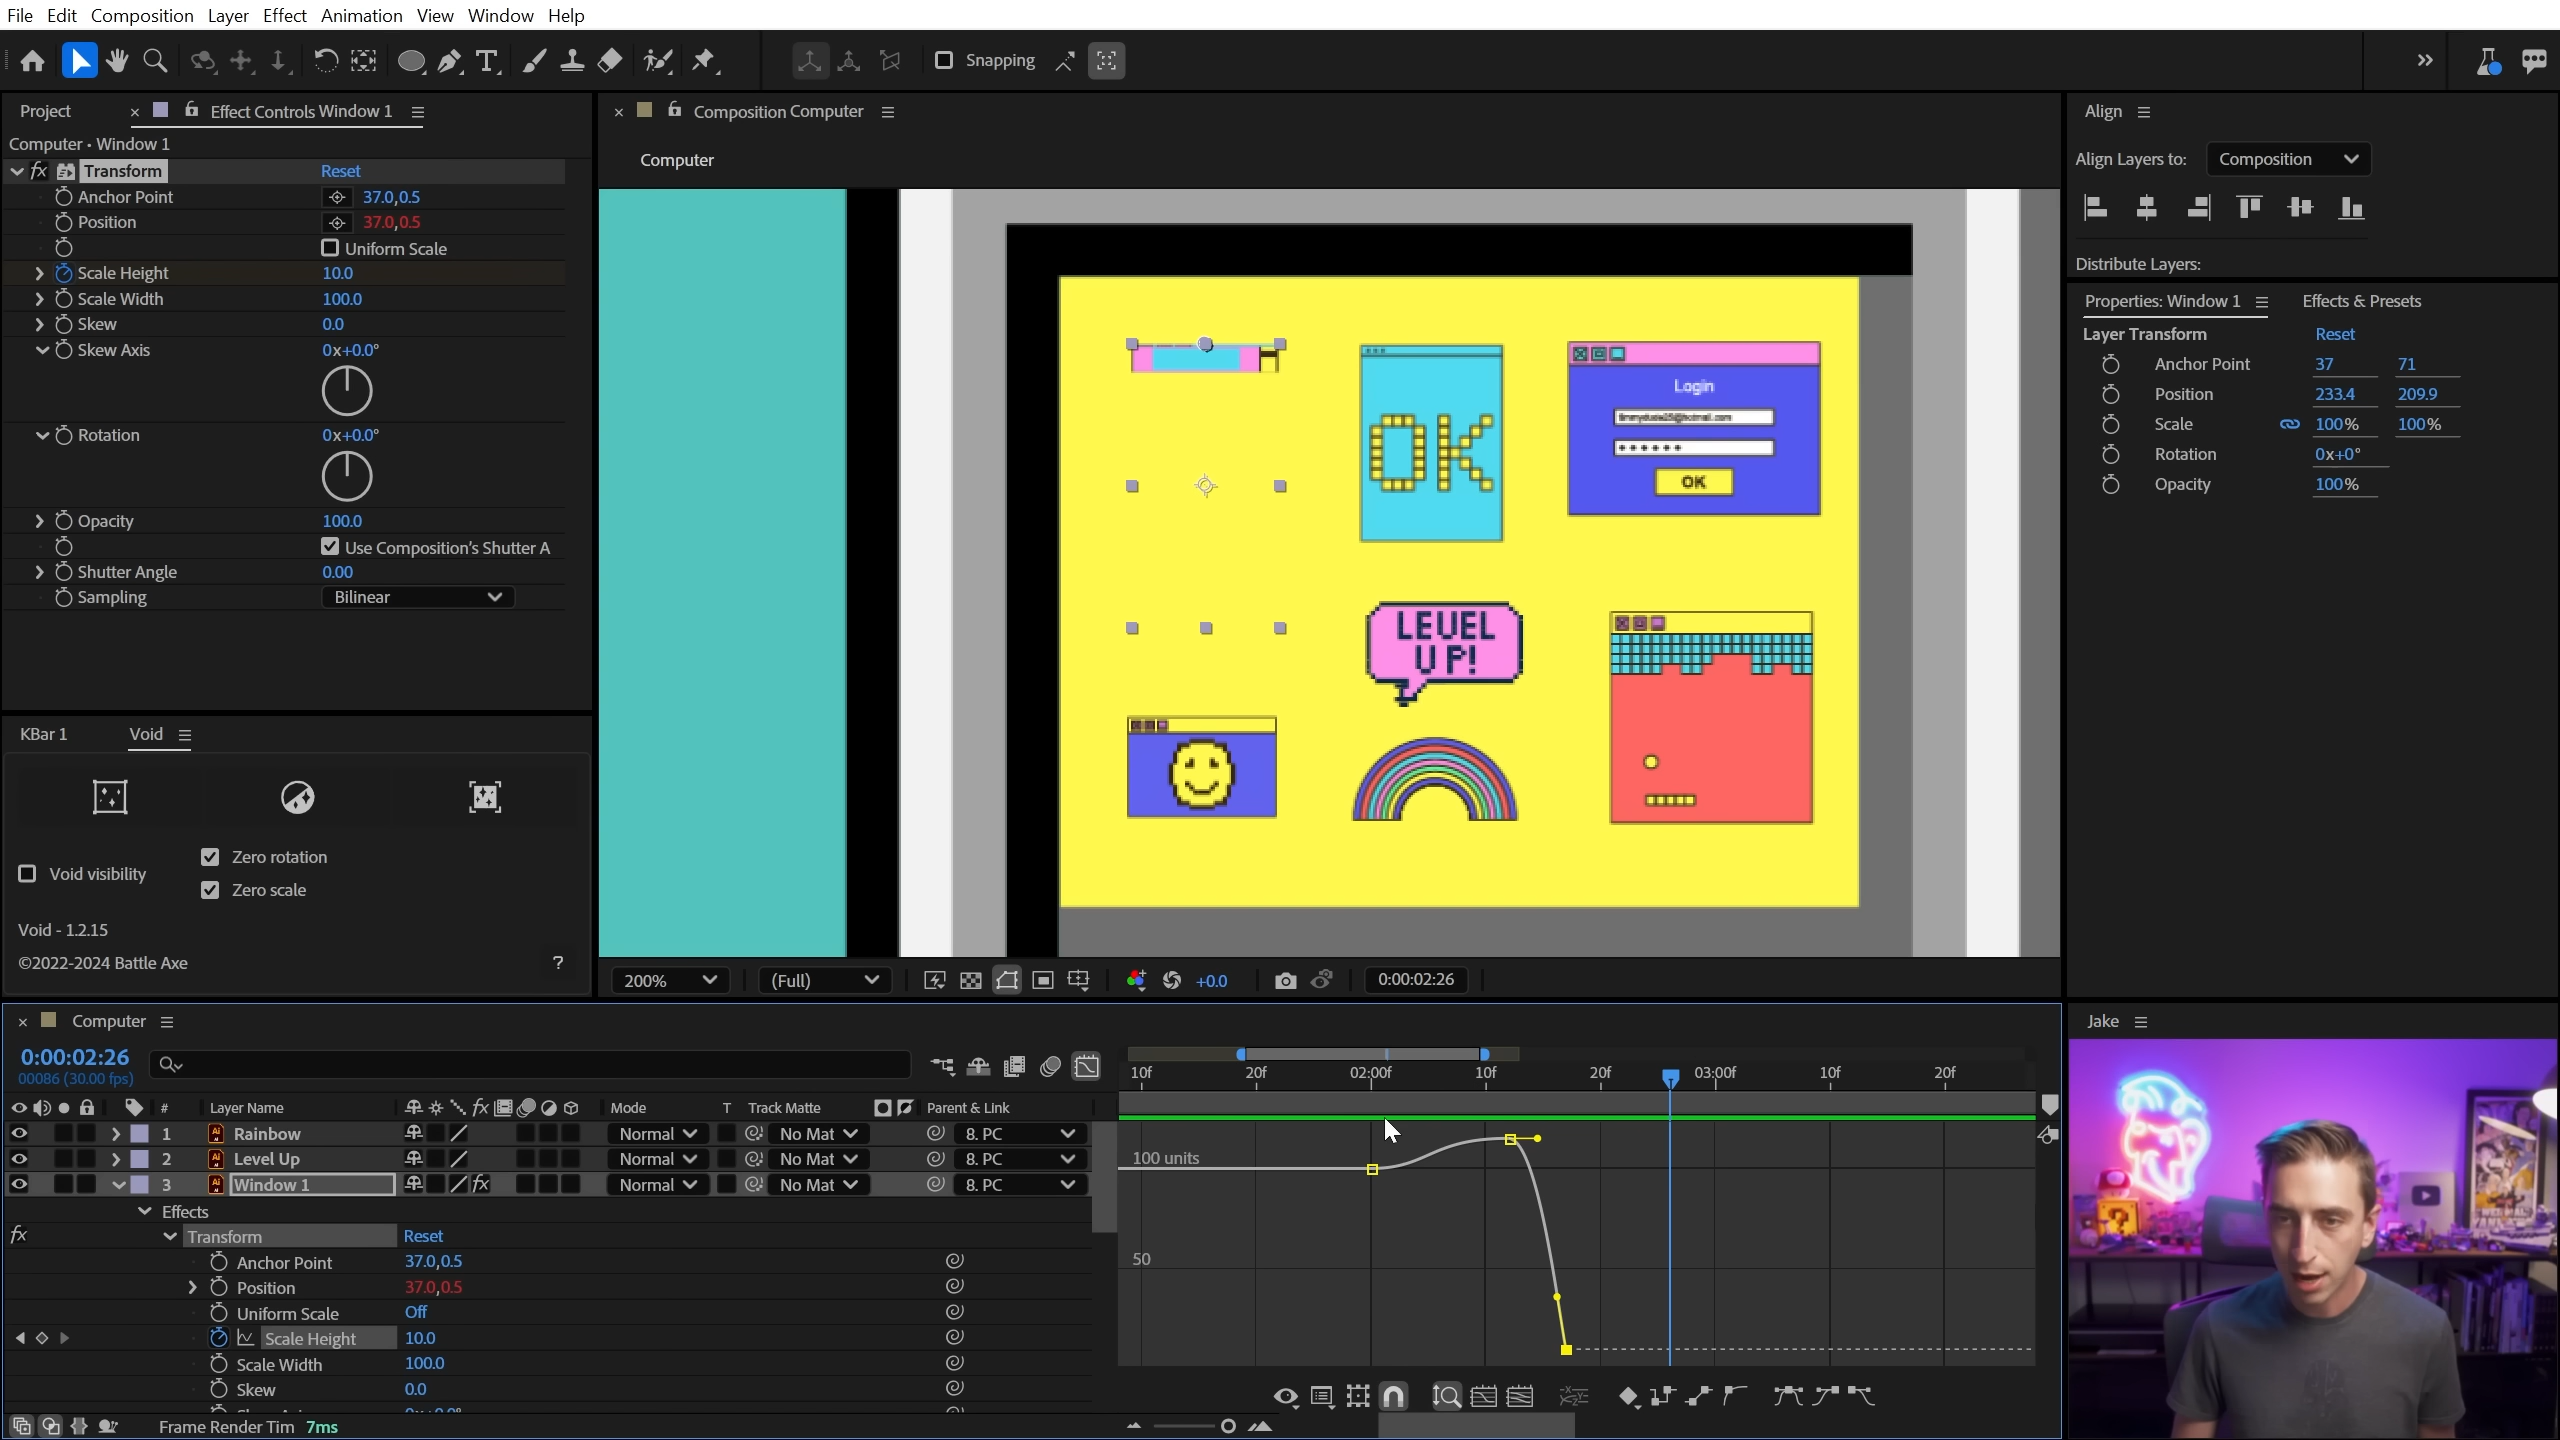 File Edit Composition Layer Effect Animation View Window Help
Snapping
Project
Effect Controls Window 1
Computer • Window 1
fx Transform Reset
Anchor Point 37.0,0.5
Position 37.0,0.5
Uniform Scale
Scale Height 10.0
Scale Width 100.0
Skew 0.0
Skew Axis 0x+0.0°
Rotation 0x+0.0°
Opacity 100.0
Use Composition's Shutter A
Shutter Angle 0.00
Sampling Bilinear
KBar 1 Void
Void visibility
Zero rotation
Zero scale
Void - 1.2.15
©2022-2024 Battle Axe ?
Composition Computer
Computer
OK
Login
OK
LEVEL
UP!
200% (Full) +0.0 0:00:02:26
Align
Align Layers to: Composition
Distribute Layers:
Properties: Window 1 Effects & Presets
Layer Transform Reset
Anchor Point 37 71
Position 233.4 209.9
Scale 100% 100%
Rotation 0x+0°
Opacity 100%
Computer
0:00:02:26
00086 (30.00 fps)
# Layer Name fx Mode T Track Matte Parent & Link
1 Rainbow Normal No Mat 8. PC
2 Level Up Normal No Mat 8. PC
3 Window 1 fx Normal No Mat 8. PC
Effects
fx Transform Reset
Anchor Point 37.0,0.5
Position 37.0,0.5
Uniform Scale Off
Scale Height 10.0
Scale Width 100.0
Skew 0.0
Frame Render Tim 7ms
10f 20f 02:00f 10f 20f 03:00f 10f 20f
100 units
50
Jake